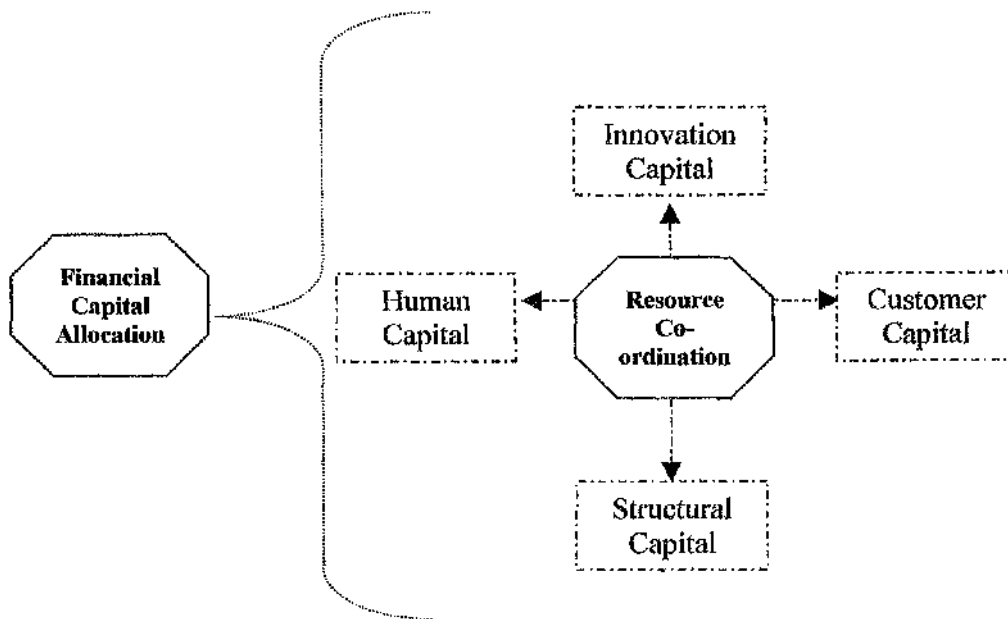 Innovation
Capital
Financial
Capital
Allocation
Human
Capital
Resource
Co-
ordination
Customer
Capital
Structural
Capital